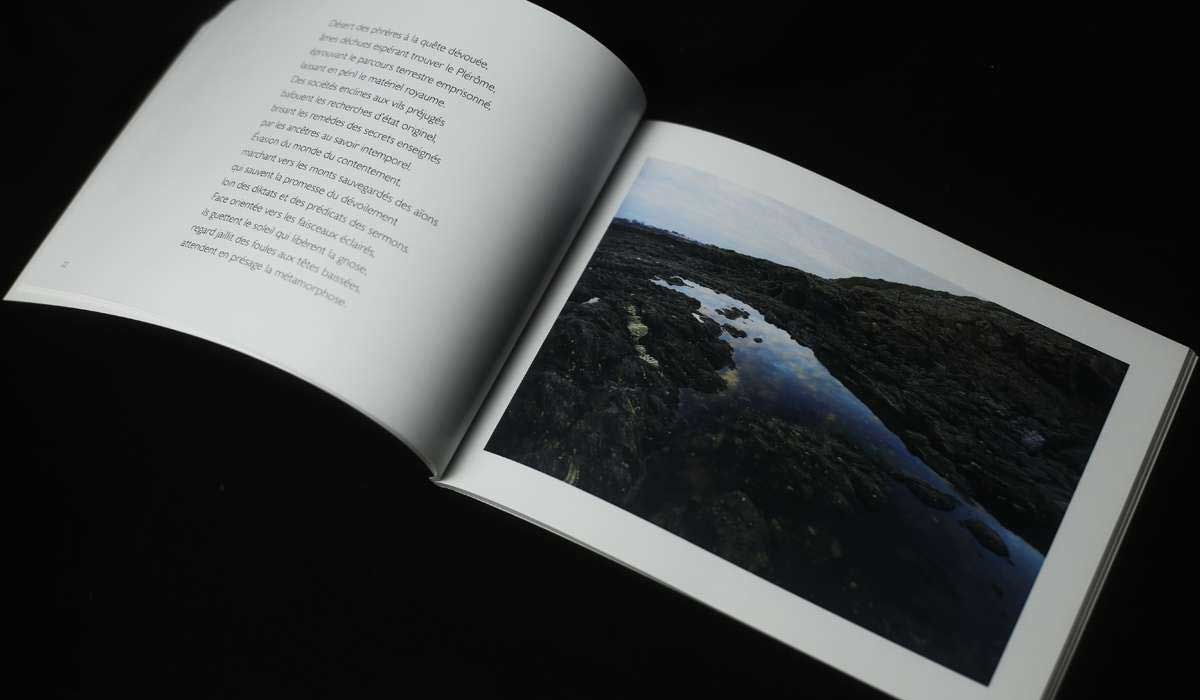 Désert des phrères à la quête dévouée,
âmes déchues espérant trouver le Plérôme,
éprouvant le parcours terrestre emprisonné,
laissant en péril le matériel royaume.
Des sociétés enclines aux vils préjugés
bafouent les recherches d'état originel,
brisant les remèdes des secrets enseignés
par les ancêtres au savoir intemporel.
Évasion du monde du contentement,
marchant vers les monts sauvegardés des aïons
qui sauvent la promesse du dévoilement
loin des diktats et des prédicats des sermons.
Face orientée vers les faisceaux éclairés,
ils guettent le soleil qui libèrent la gnose,
regard jaillit des foules aux têtes baissées,
attendent en présage la métamorphose.